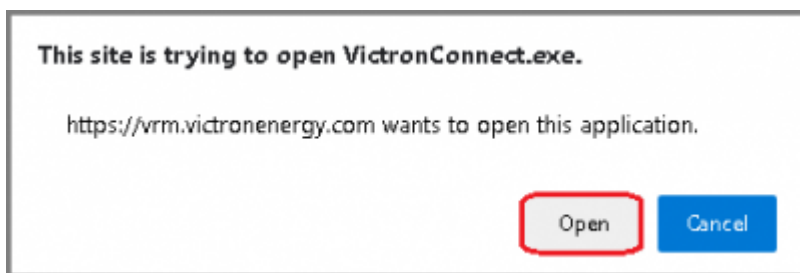 This site is trying to open VictronConnect.exe.
https://vrm.victronenergy.com wants to open this application.
Open Cancel